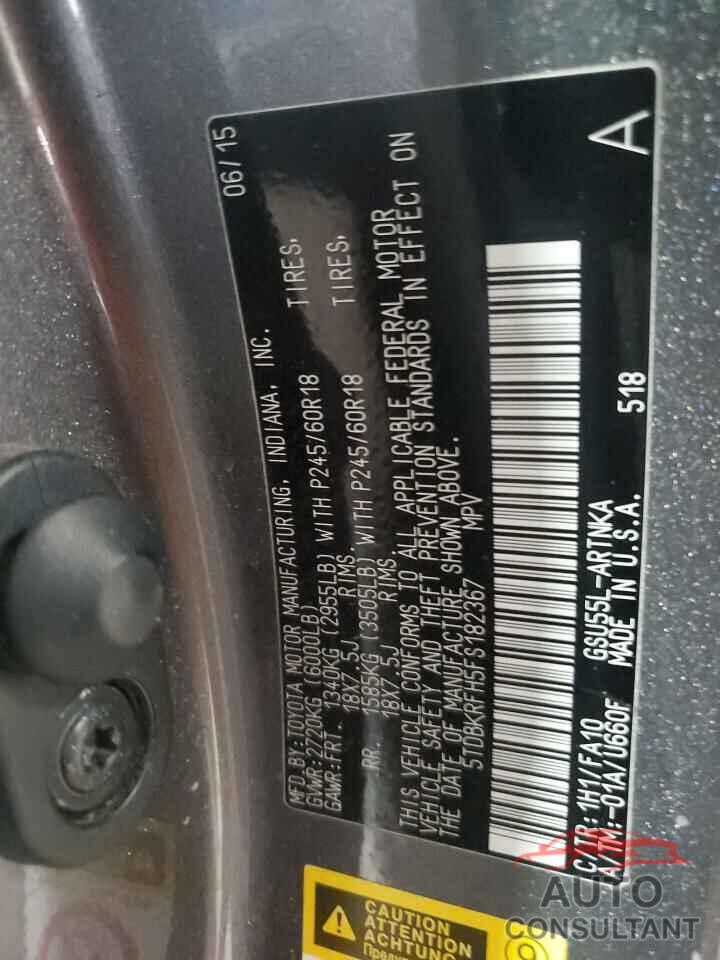 MFD.BY:TOYOTA MOTOR MANUFACTURING, INDIANA, INC. 06/15
GVWR:2720KG (6000LB)
GAWR:FRT. 1340KG (2955LB) WITH P245/60R18 TIRES,
18X7.5J RIMS,
RR. 1585KG (3505LB) WITH P245/60R18 TIRES,
18X7.5J RIMS
THIS VEHICLE CONFORMS TO ALL APPLICABLE FEDERAL MOTOR
VEHICLE SAFETY AND THEFT PREVENTION STANDARDS IN EFFECT ON
THE DATE OF MANUFACTURE SHOWN ABOVE.
5TDBKRFH5FS182367 MPV
C/TR:1H1/FA10 GSU55L-ARTNKA 518 A
A/TM:-01A/U660F MADE IN U.S.A.
CAUTION
ATTENTION
ACHTUNG
AUTO
CONSULTANT